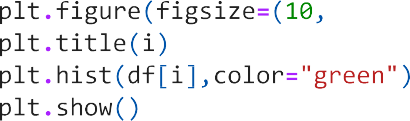 plt.figure(figsize=(10,
plt.title(i)
plt.hist(df[i],color="green")
plt.show()